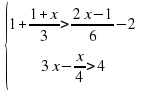 1 + (1+x)/3 > (2x−1)/6 − 2
3x − x/4 > 4